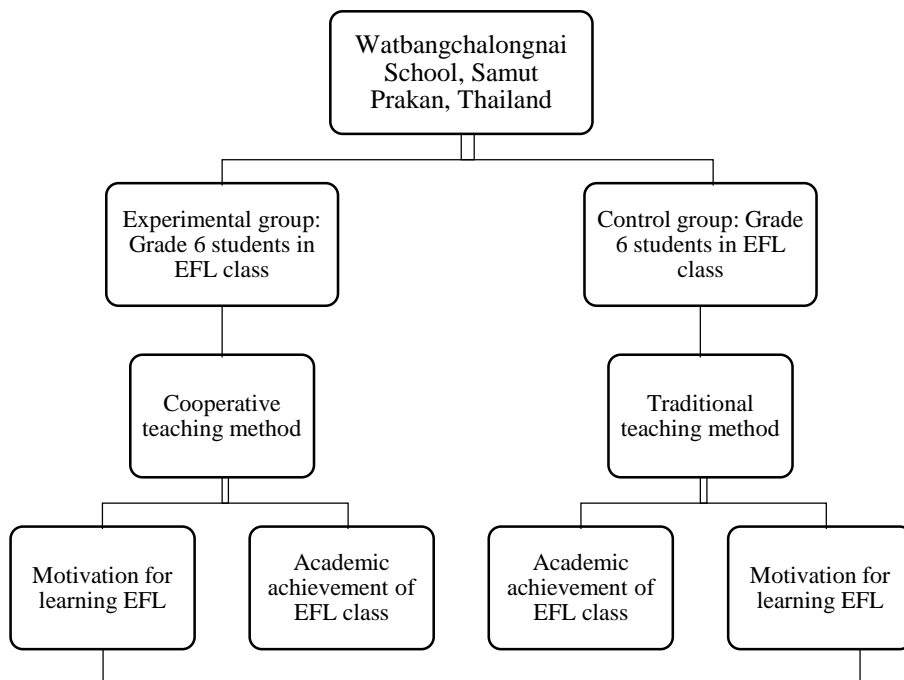 Watbangchalongnai
School, Samut
Prakan, Thailand
Experimental group:
Grade 6 students in
EFL class
Control group: Grade
6 students in EFL
class
Cooperative
teaching method
Traditional
teaching method
Motivation for
learning EFL
Academic
achievement of
EFL class
Academic
achievement of
EFL class
Motivation for
learning EFL